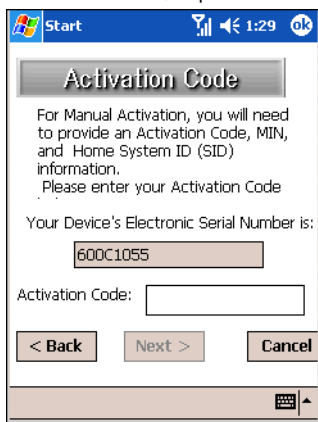 Start 1:29 ok
Activation Code
For Manual Activation, you will need
to provide an Activation Code, MIN,
and Home System ID (SID)
information.
Please enter your Activation Code
Your Device's Electronic Serial Number is:
600C1055
Activation Code:
< Back Next > Cancel